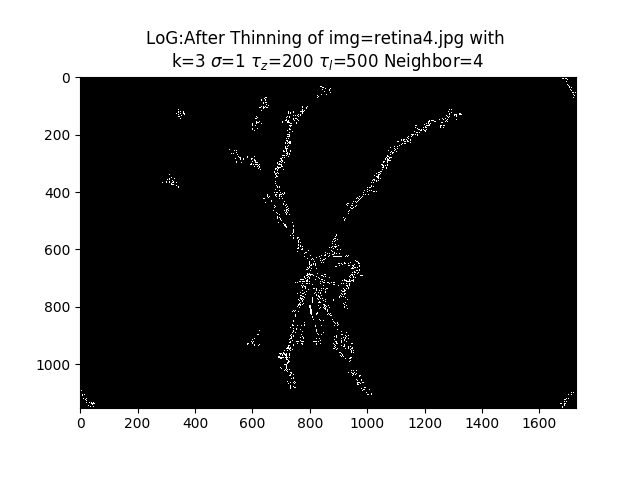 LoG:After Thinning of img=retina4.jpg with
k=3 σ=1 τz=200 τl=500 Neighbor=4
0
200
400
600
800
1000
0 200 400 600 800 1000 1200 1400 1600